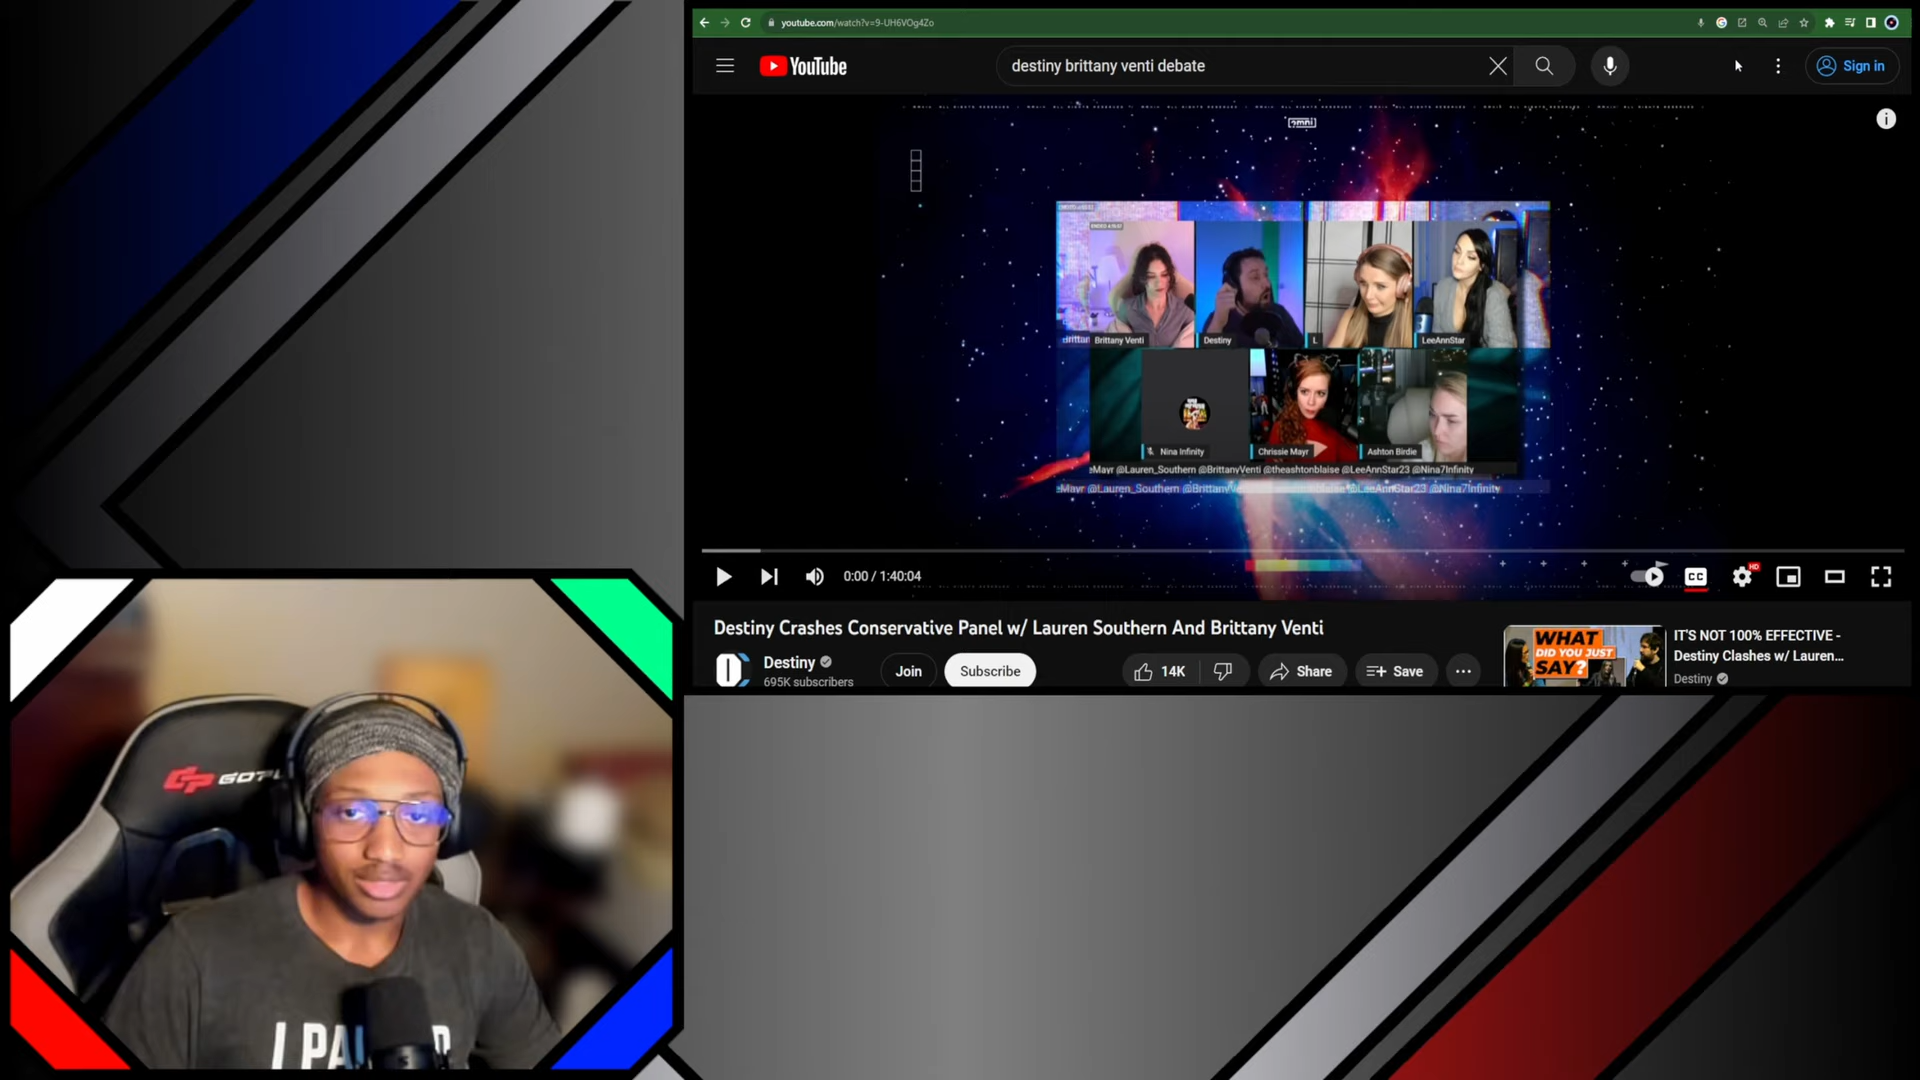 youtube.com/watch?v=9-UH6VOg4Zo
YouTube
destiny brittany venti debate
Sign in
omni
Brittany Venti
Destiny
L
LeeAnnStar
Nina Infinity
Chrissie Mayr
Ashton Birdie
:Mayr @Lauren_Southern @BrittanyVenti @theashtonblaise @LeeAnnStar23 @Nina7Infinity
0:00 / 1:40:04
CC
HD
Destiny Crashes Conservative Panel w/ Lauren Southern And Brittany Venti
Destiny
695K subscribers
Join
Subscribe
14K
Share
Save
WHAT
DID YOU JUST
SAY?
IT'S NOT 100% EFFECTIVE -
Destiny Clashes w/ Lauren...
Destiny